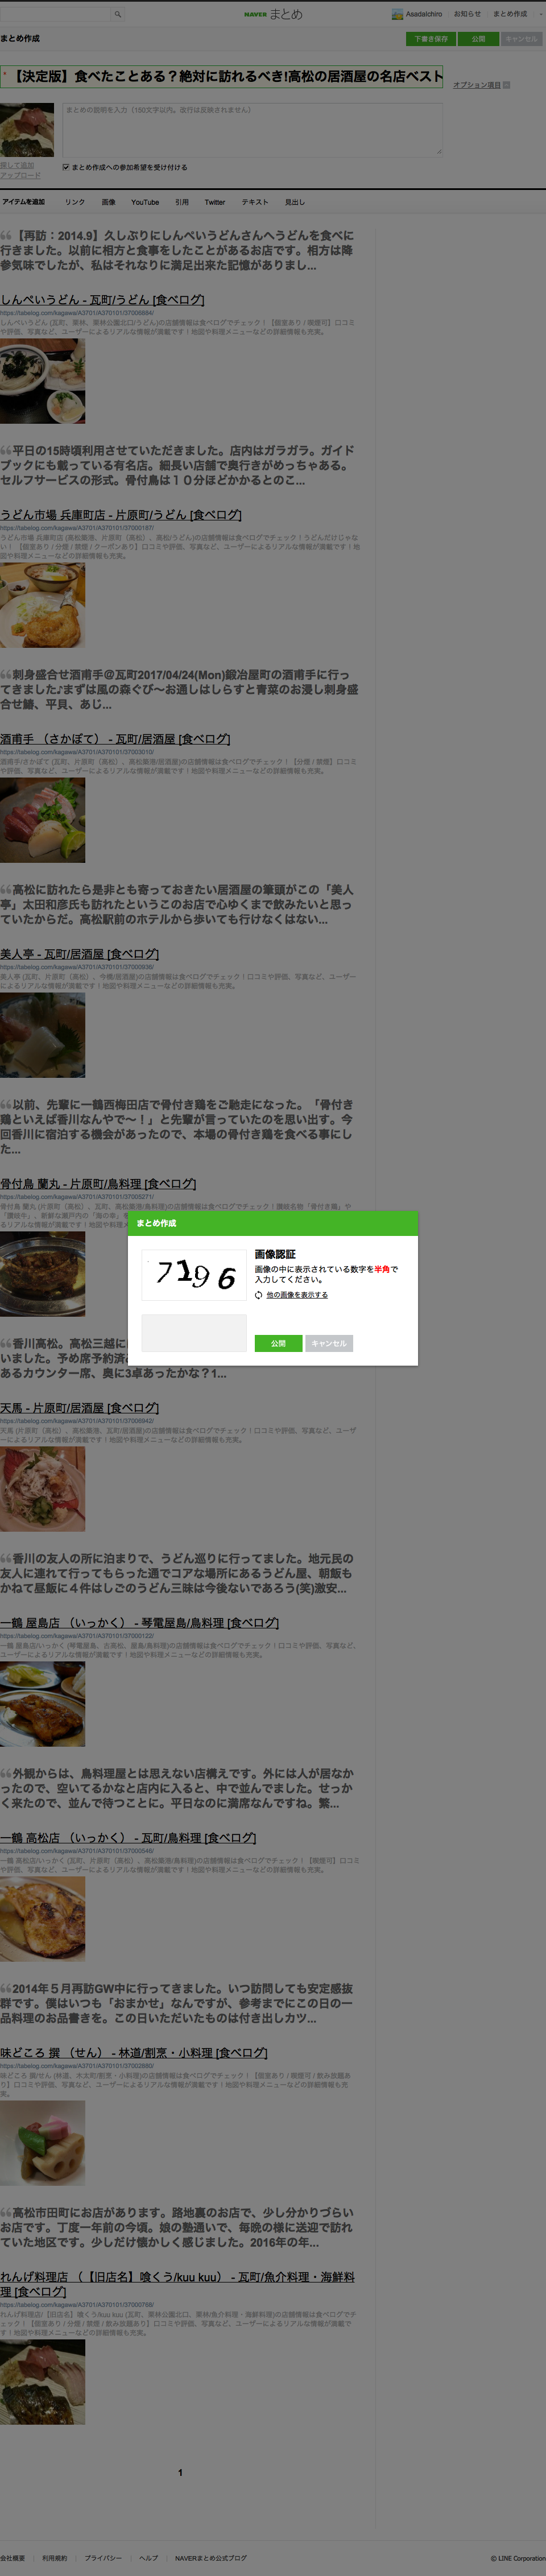 NAVER まとめ
AsadaIchiro お知らせ まとめ作成
まとめ作成
下書き保存 公開 キャンセル
* 【決定版】食べたことある？絶対に訪れるべき!高松の居酒屋の名店ベスト
オプション項目
まとめの説明を入力（150文字以内。改行は反映されません）
探して追加
アップロード
まとめ作成への参加希望を受け付ける
アイテムを追加 リンク 画像 YouTube 引用 Twitter テキスト 見出し
【再訪：2014.9】久しぶりにしんぺいうどんさんへうどんを食べに
行きました。以前に相方と食事をしたことがあるお店です。相方は降
参気味でしたが、私はそれなりに満足出来た記憶がありまし...
しんぺいうどん - 瓦町/うどん [食べログ]
しんぺいうどん (瓦町、栗林、栗林公園北口/うどん)の店舗情報は食べログでチェック！【個室あり / 喫煙可】口コミ
や評価、写真など、ユーザーによるリアルな情報が満載です！地図や料理メニューなどの詳細情報も充実。
平日の15時頃利用させていただきました。店内はガラガラ。ガイド
ブックにも載っている有名店。細長い店舗で奥行きがめっちゃある。
セルフサービスの形式。骨付鳥は１０分ほどかかるとのこ...
うどん市場 兵庫町店 - 片原町/うどん [食べログ]
https://tabelog.com/kagawa/A3701/A370101/37000187/
うどん市場 兵庫町店 (高松築港、片原町（高松）、高松/うどん)の店舗情報は食べログでチェック！うどんだけじゃな
い！ 【個室あり / 分煙 / 禁煙 / クーポンあり】口コミや評価、写真など、ユーザーによるリアルな情報が満載です！地
図や料理メニューなどの詳細情報も充実。
刺身盛合せ酒甫手＠瓦町2017/04/24(Mon)鍛冶屋町の酒甫手に行っ
てきました♪まずは風の森ぐび〜お通しはしらすと青菜のお浸し刺身盛
合せ鰆、平貝、あじ...
酒甫手 （さかぽて） - 瓦町/居酒屋 [食べログ]
https://tabelog.com/kagawa/A3701/A370101/37003010/
酒甫手/さかぽて (瓦町、片原町（高松）、高松築港/居酒屋)の店舗情報は食べログでチェック！【分煙 / 禁煙】口コミ
や評価、写真など、ユーザーによるリアルな情報が満載です！地図や料理メニューなどの詳細情報も充実。
高松に訪れたら是非とも寄っておきたい居酒屋の筆頭がこの「美人
亭」太田和彦氏も訪れたというこのお店で心ゆくまで飲みたいと思っ
ていたからだ。高松駅前のホテルから歩いても行けなくはない...
美人亭 - 瓦町/居酒屋 [食べログ]
https://tabelog.com/kagawa/A3701/A370101/37000936/
美人亭 (瓦町、片原町（高松）、今橋/居酒屋)の店舗情報は食べログでチェック！口コミや評価、写真など、ユーザー
によるリアルな情報が満載です！地図や料理メニューなどの詳細情報も充実。
以前、先輩に一鶴西梅田店で骨付き鶏をご馳走になった。「骨付き
鶏といえば香川なんやで〜！」と先輩が言っていたのを思い出す。今
回香川に宿泊する機会があったので、本場の骨付き鶏を食べる事にし
た...
骨付鳥 蘭丸 - 片原町/鳥料理 [食べログ]
https://tabelog.com/kagawa/A3701/A370101/37005271/
まとめ作成
7196
画像認証
画像の中に表示されている数字を半角で
入力してください。
他の画像を表示する
公開 キャンセル
香川高松。高松三越に
いました。予め席予約済
あるカウンター席、奥に3卓あったかな？1...
天馬 - 片原町/居酒屋 [食べログ]
https://tabelog.com/kagawa/A3701/A370101/37006942/
天馬 (片原町（高松）、高松築港、瓦町/居酒屋)の店舗情報は食べログでチェック！口コミや評価、写真など、ユーザ
ーによるリアルな情報が満載です！地図や料理メニューなどの詳細情報も充実。
香川の友人の所に泊まりで、うどん巡りに行ってました。地元民の
友人に連れて行ってもらった通でコアな場所にあるうどん屋、朝飯も
かねて昼飯に４件はしごのうどん三昧は今後ないであろう(笑)激安...
一鶴 屋島店 （いっかく） - 琴電屋島/鳥料理 [食べログ]
https://tabelog.com/kagawa/A3701/A370101/37000122/
一鶴 屋島店/いっかく (琴電屋島、古高松、屋島/鳥料理)の店舗情報は食べログでチェック！口コミや評価、写真など、
ユーザーによるリアルな情報が満載です！地図や料理メニューなどの詳細情報も充実。
外観からは、鳥料理屋とは思えない店構えです。外には人が居なか
ったので、空いてるかなと店内に入ると、中で並んでました。せっか
く来たので、並んで待つことに。平日なのに満席なんですね。繁...
一鶴 高松店 （いっかく） - 瓦町/鳥料理 [食べログ]
https://tabelog.com/kagawa/A3701/A370101/37000546/
一鶴 高松店/いっかく (瓦町、片原町（高松）、高松築港/鳥料理)の店舗情報は食べログでチェック！【喫煙可】口コミ
や評価、写真など、ユーザーによるリアルな情報が満載です！地図や料理メニューなどの詳細情報も充実。
2014年５月再訪GW中に行ってきました。いつ訪問しても安定感抜
群です。僕はいつも「おまかせ」なんですが、参考までにこの日の一
品料理のお品書きを。この日いただいたものは付き出しカツ...
味どころ 撰 （せん） - 林道/割烹・小料理 [食べログ]
味どころ 撰/せん (林道、木太町/割烹・小料理)の店舗情報は食べログでチェック！【個室あり / 喫煙可 / 飲み放題あ
り】口コミや評価、写真など、ユーザーによるリアルな情報が満載です！地図や料理メニューなどの詳細情報も充
実。
高松市田町にお店があります。路地裏のお店で、少し分かりづらい
お店です。丁度一年前の今頃。娘の塾通いで、毎晩の様に送迎で訪れ
ていた地区です。少しだけ懐かしく感じました。2016年の年...
れんげ料理店 （【旧店名】喰くう/kuu kuu） - 瓦町/魚介料理・海鮮料
理 [食べログ]
れんげ料理店/【旧店名】喰くう/kuu kuu (瓦町、栗林公園北口、栗林/魚介料理・海鮮料理)の店舗情報は食べログでチ
ェック！【個室あり / 分煙 / 禁煙 / 飲み放題あり】口コミや評価、写真など、ユーザーによるリアルな情報が満載で
す！地図や料理メニューなどの詳細情報も充実。
1
会社概要 利用規約 プライバシー ヘルプ NAVERまとめ公式ブログ
© LINE Corporation